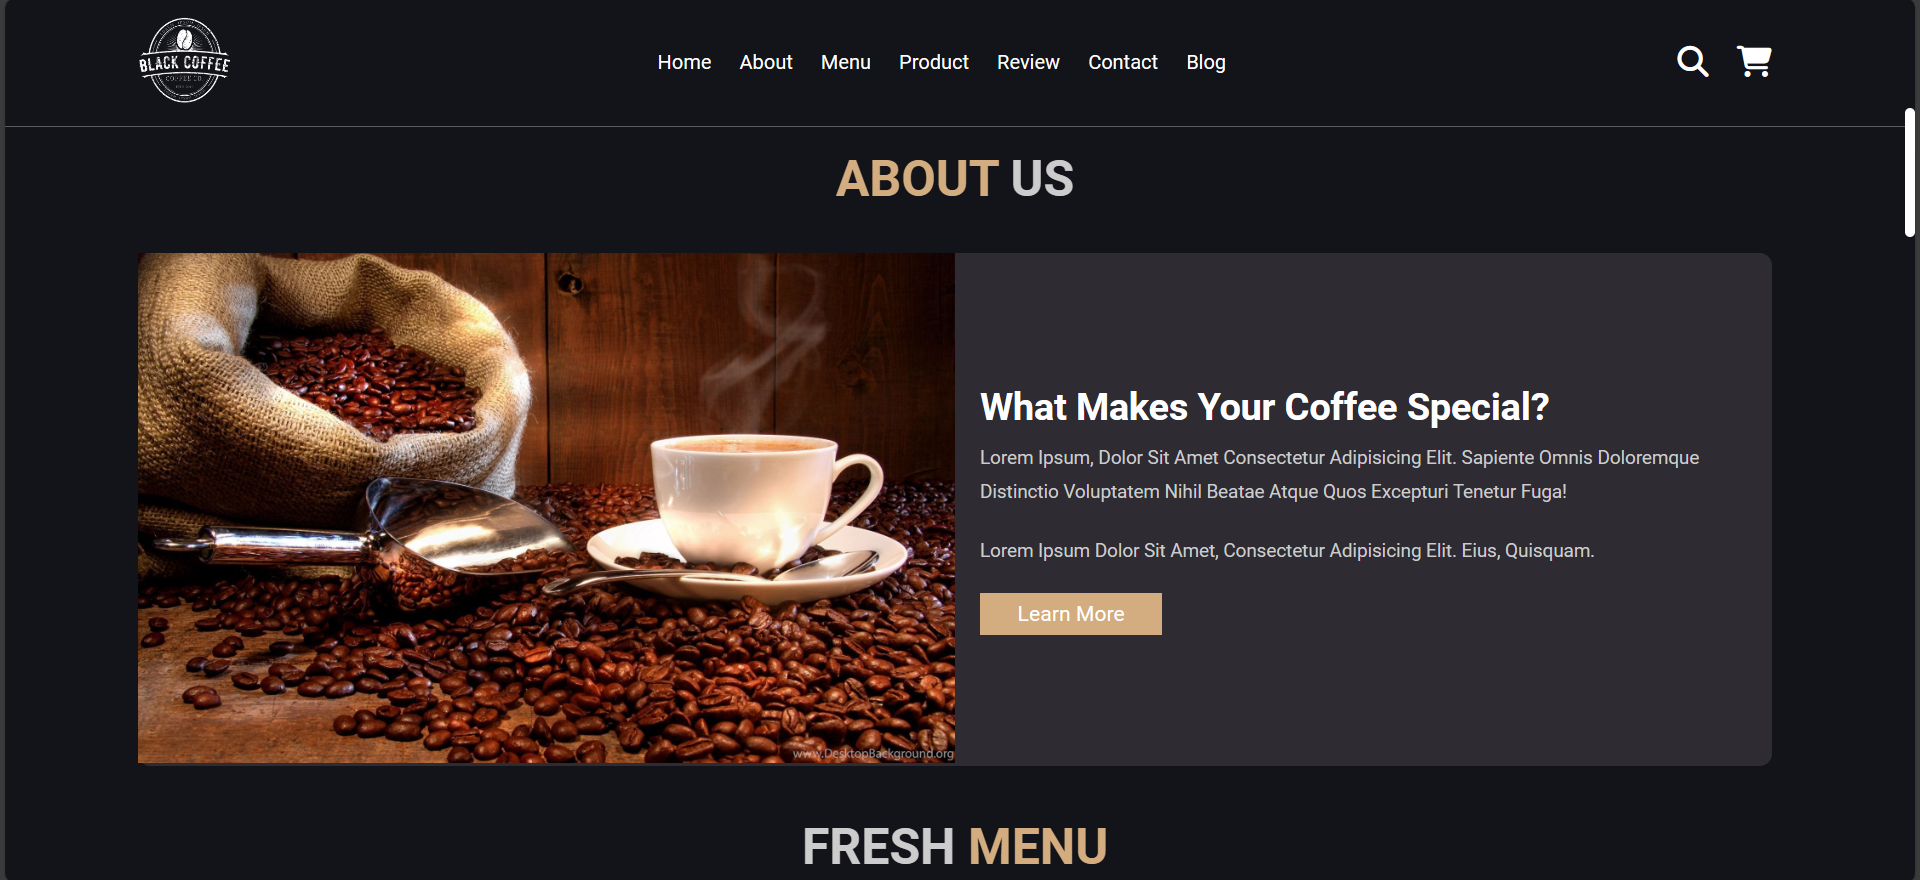 BLACK COFFEE
COFFEE CO.
Home About Menu Product Review Contact Blog
ABOUT US
What Makes Your Coffee Special?
Lorem Ipsum, Dolor Sit Amet Consectetur Adipisicing Elit. Sapiente Omnis Doloremque
Distinctio Voluptatem Nihil Beatae Atque Quos Excepturi Tenetur Fuga!
Lorem Ipsum Dolor Sit Amet, Consectetur Adipisicing Elit. Eius, Quisquam.
Learn More
www.DesktopBackground.org
FRESH MENU